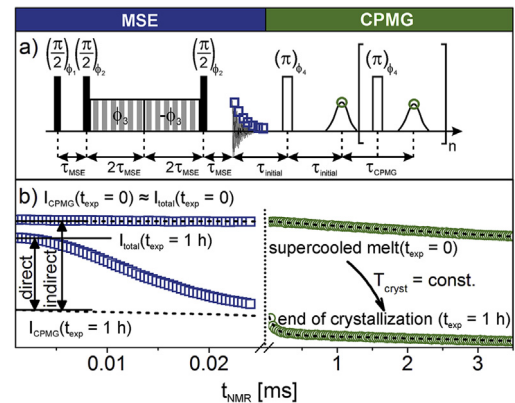 MSE CPMG
a)
(π/2)ϕ1 (π/2)ϕ2 (π/2)ϕ2 (π)ϕ4 (π)ϕ4
ϕ3 -ϕ3
n
τMSE 2τMSE 2τMSE τMSE τinitial τinitial τCPMG
b) ICPMG(texp = 0) ≈ Itotal(texp = 0)
Itotal(texp = 1 h)
direct
indirect
ICPMG(texp = 1 h)
supercooled melt(texp = 0)
Tcryst = const.
end of crystallization (texp = 1 h)
0.01 0.02 1 2 3
tNMR [ms]